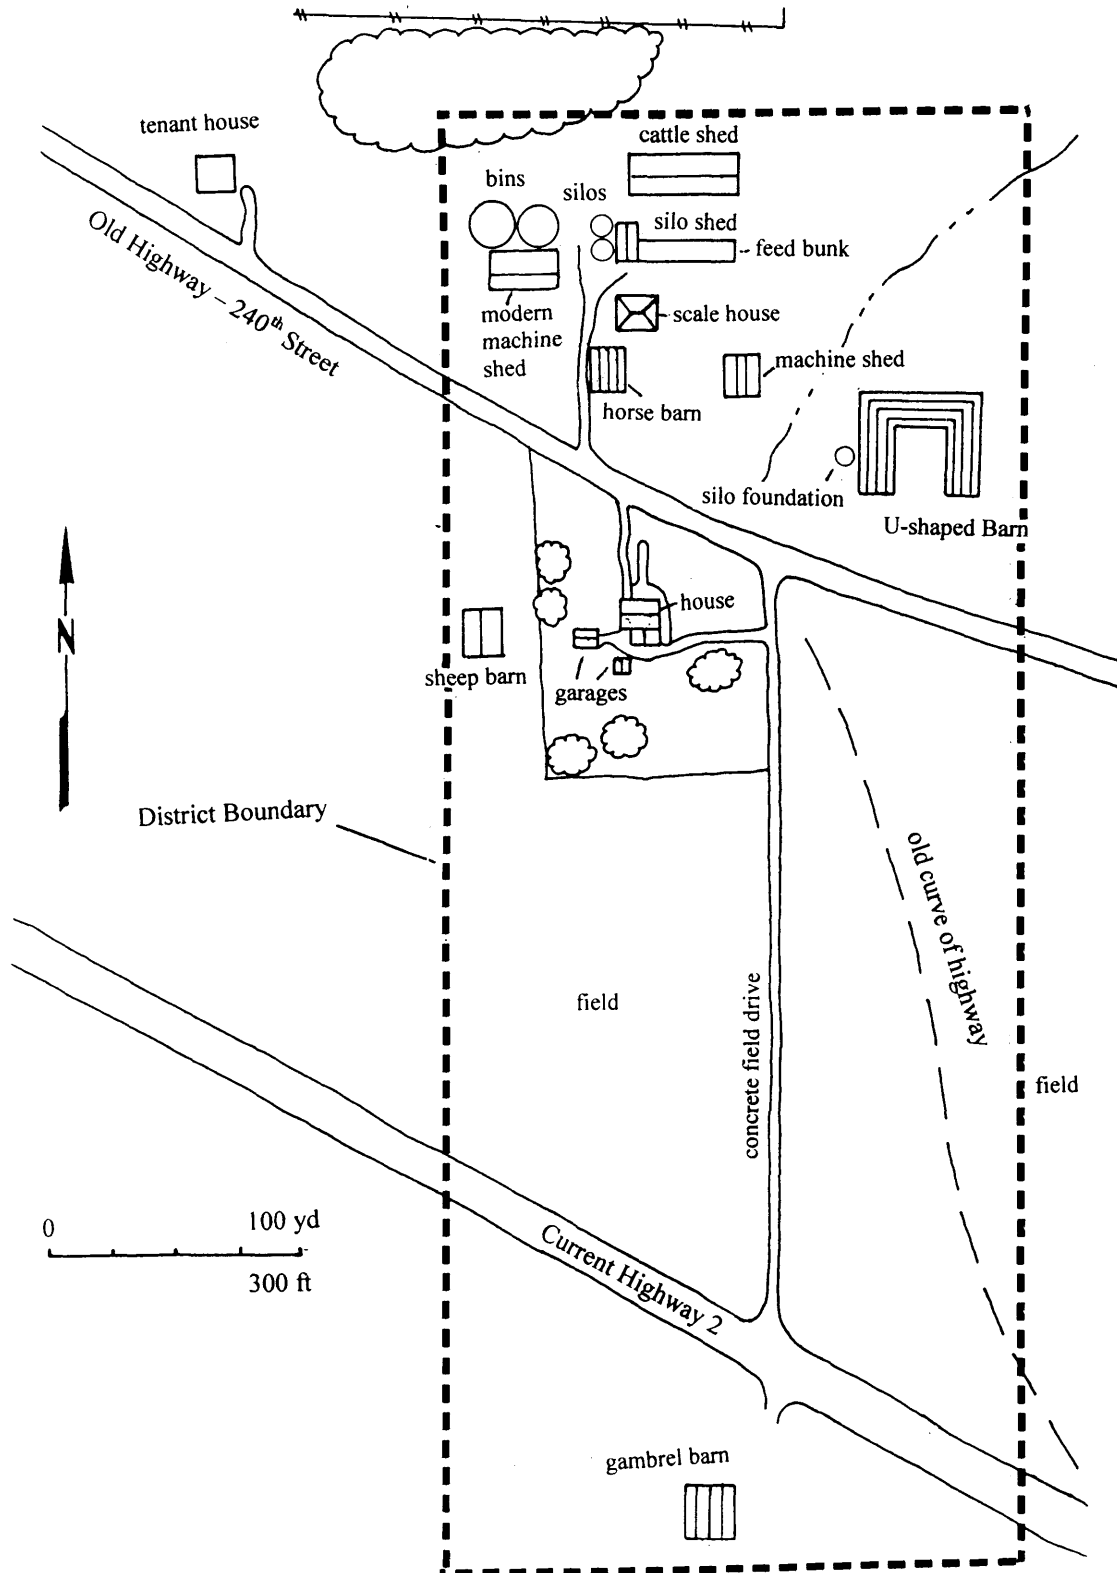 tenant house
cattle shed
bins
silos
silo shed
feed bunk
Old Highway – 240th Street
modern
machine
shed
scale house
machine shed
horse barn
silo foundation
U-shaped Barn
N
house
sheep barn
garages
District Boundary
old curve of highway
field
concrete field drive
field
0
100 yd
300 ft
Current Highway 2
gambrel barn